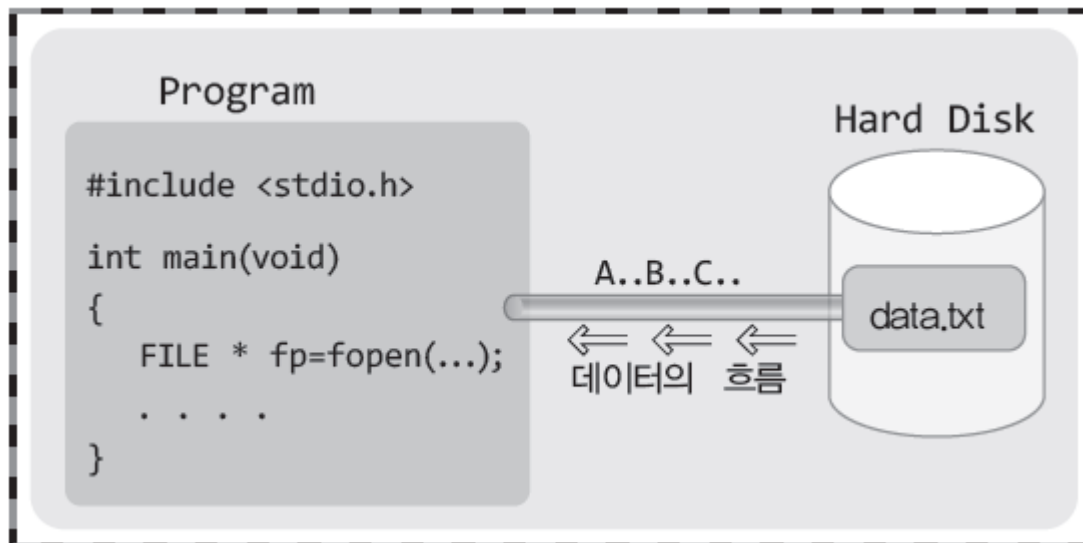 Program
#include <stdio.h>
int main(void)
{
FILE * fp=fopen(...);
. . . .
}
Hard Disk
A..B..C..
데이터의 흐름
data.txt